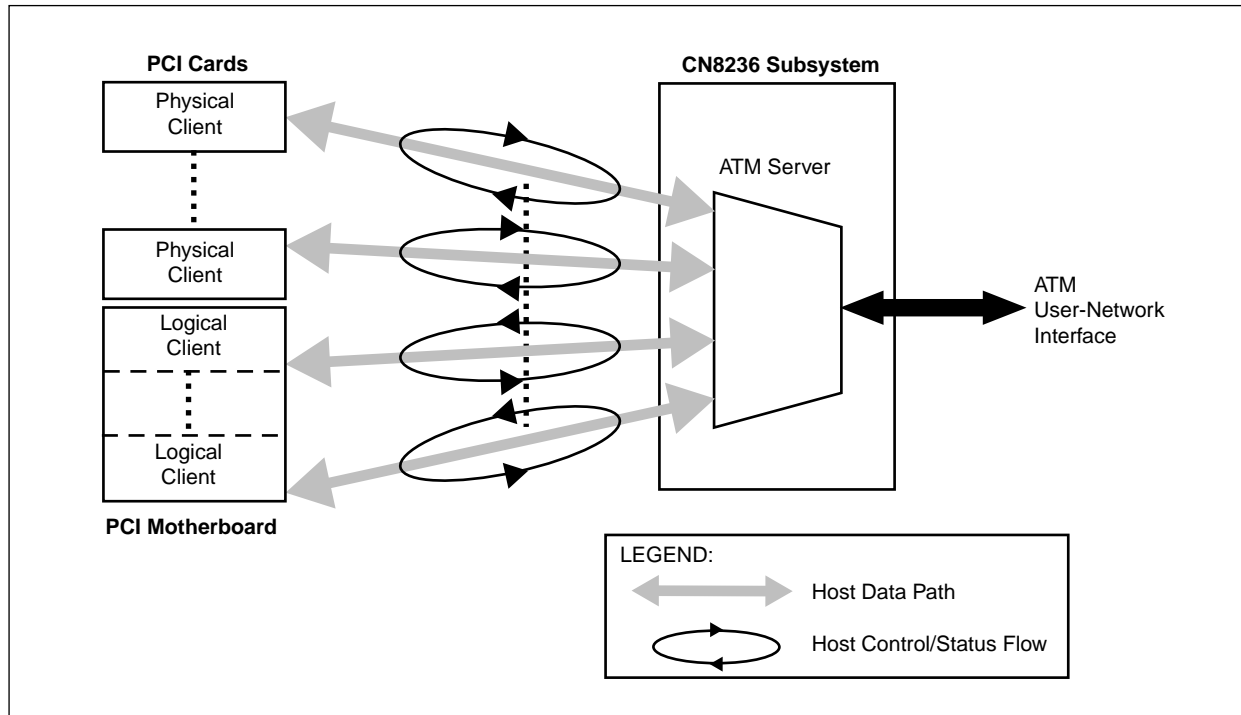 PCI Cards
Physical
Client
Physical
Client
Logical
Client
Logical
Client
PCI Motherboard
CN8236 Subsystem
ATM Server
ATM
User-Network
Interface
LEGEND:
Host Data Path
Host Control/Status Flow